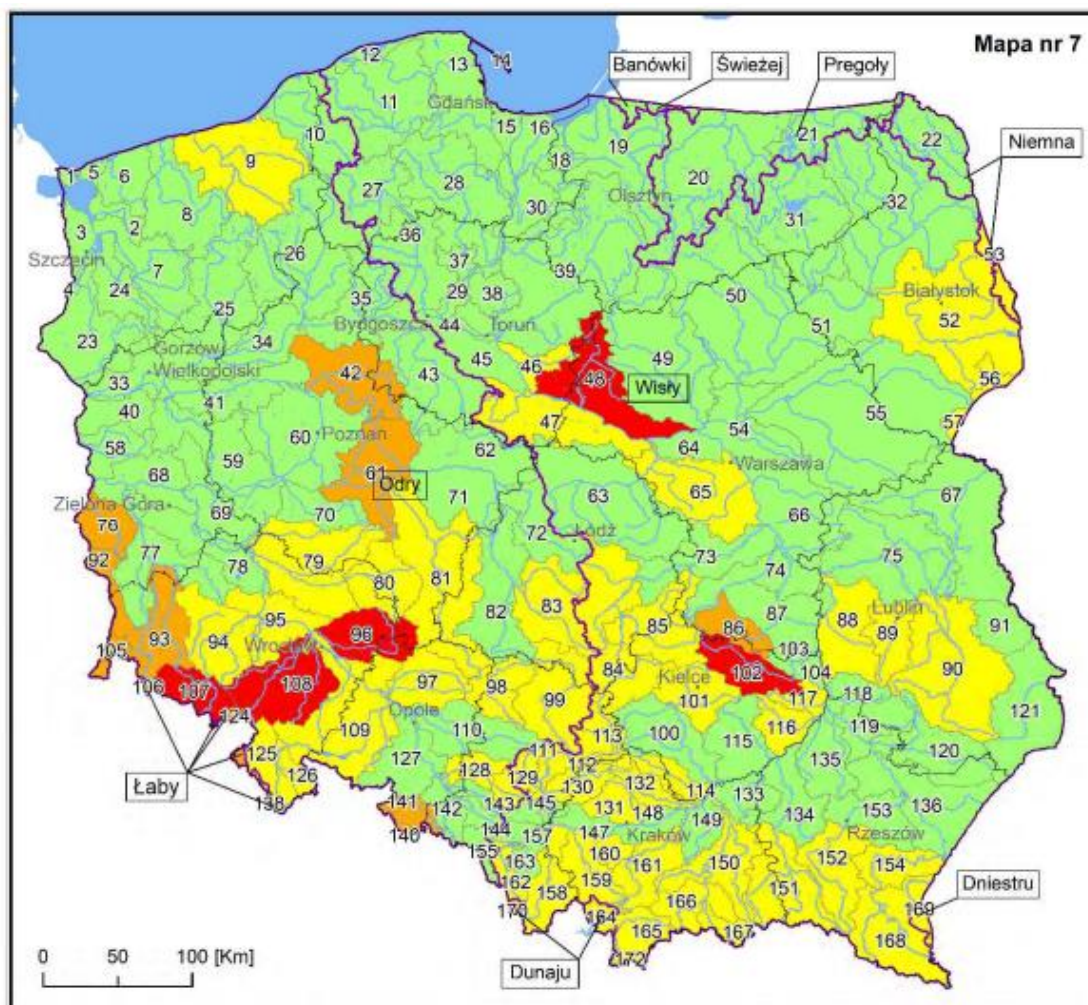 Mapa nr 7
Banówki Świeżej Pregoły
12 13 14
Gdańsk
11 10 15 16 18 19 21 22
Niemna
1 5 6 9
27 28 20
Olsztyn
3 2 8 30 31 32
36 53
Szczecin 7 26 37 39
4 24 29 38 50 Białystok
25 35 51 52
Bydgoszcz Toruń
23 34 44
Gorzów
Wielkopolski
33 42 43 45 46 48 49 56
Wisły
40 41 47 54 55 57
60 Poznań
58 59 62 64 Warszawa
68 61 Odry 65
Zielona Góra 69 70 71 63 66 67
76 72 Łódź
77 73 75
92 78 79 80 81 82 83 74
86 87 88 Lublin
93 94 95 96 85 89 91
105 Wrocław 103 90
106 107 108 84 Kielce 102 104
97 98 99 101 117 118
124 Opole 116 121
109 110 100 115 119
125 127 111 113 120
Łaby 126 128 129 112 132 135
138 130 114 133
141 142 143 145 131 148 134 153 136
140 144 157 147 Kraków 149 Rzeszów
155 163 160 161 150 152 154
162 158 159 166 151 Dniestru
170 164 169
165 167 168
172
Dunaju
0 50 100 [Km]